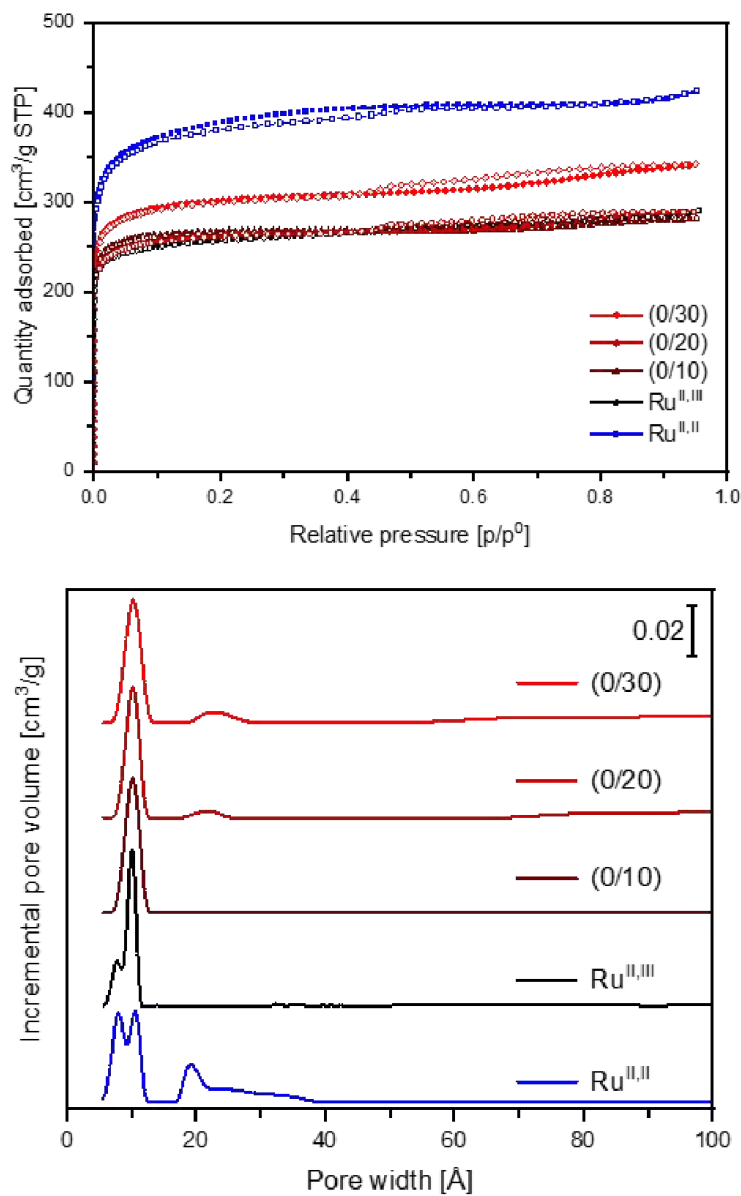 500
400
300
200
300
400
0
Quantity adsorbed [cm³/g STP]
(0/30)
(0/20)
(0/10)
Ruᴵᴵ,ᴵᴵᴵ
Ruᴵᴵ,ᴵᴵ
0.0 0.2 0.4 0.6 0.8 1.0
Relative pressure [p/p⁰]
Incremental pore volume [cm³/g]
0.02
(0/30)
(0/20)
(0/10)
Ruᴵᴵ,ᴵᴵᴵ
Ruᴵᴵ,ᴵᴵ
0 20 40 60 80 100
Pore width [Å]